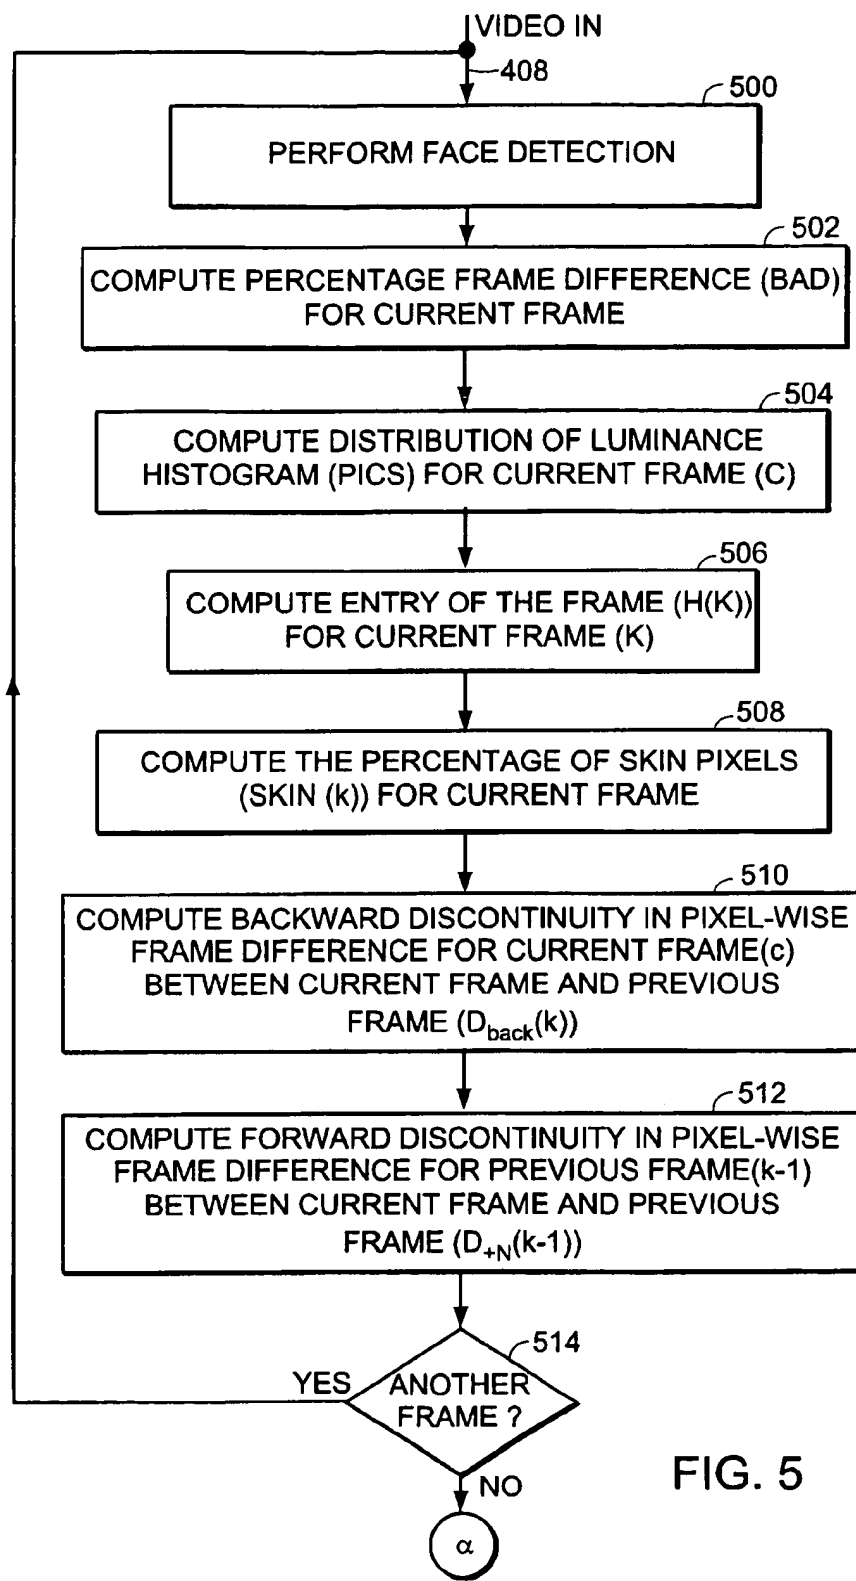 VIDEO IN
408
500
PERFORM FACE DETECTION
502
COMPUTE PERCENTAGE FRAME DIFFERENCE (BAD)
FOR CURRENT FRAME
504
COMPUTE DISTRIBUTION OF LUMINANCE
HISTOGRAM (PICS) FOR CURRENT FRAME (C)
506
COMPUTE ENTRY OF THE FRAME (H(K))
FOR CURRENT FRAME (K)
508
COMPUTE THE PERCENTAGE OF SKIN PIXELS
(SKIN (k)) FOR CURRENT FRAME
510
COMPUTE BACKWARD DISCONTINUITY IN PIXEL-WISE
FRAME DIFFERENCE FOR CURRENT FRAME(c)
BETWEEN CURRENT FRAME AND PREVIOUS
FRAME (Dback(k))
512
COMPUTE FORWARD DISCONTINUITY IN PIXEL-WISE
FRAME DIFFERENCE FOR PREVIOUS FRAME(k-1)
BETWEEN CURRENT FRAME AND PREVIOUS
FRAME (D+N(k-1))
514
YES
ANOTHER
FRAME ?
NO
FIG. 5
α